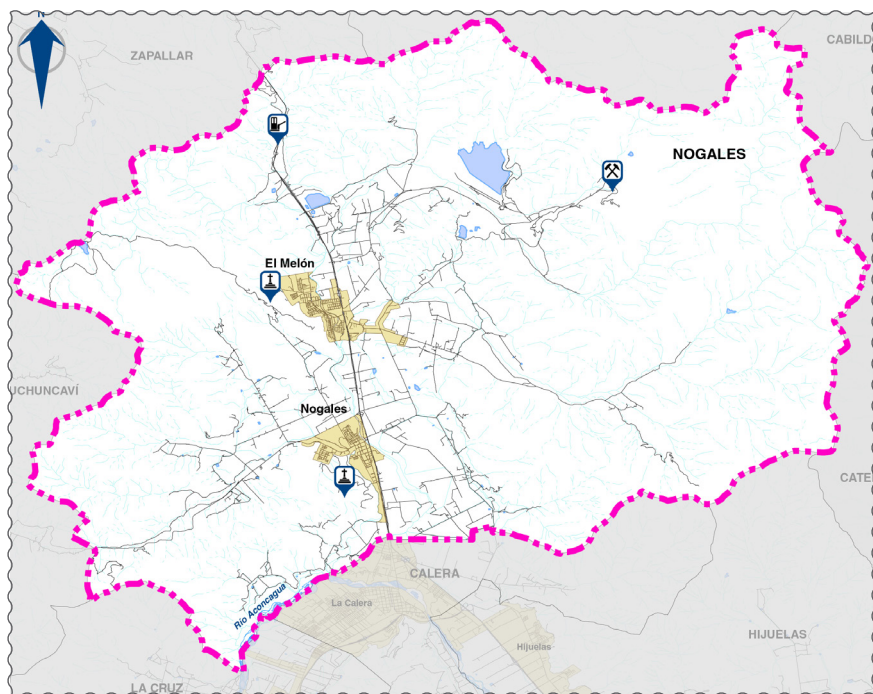 N
ZAPALLAR
CABILD
NOGALES
El Melón
UCHUNCAVÍ
Nogales
CATE
CALERA
Río Aconcagua
La Calera
HIJUELAS
Hijuelas
LA CRUZ